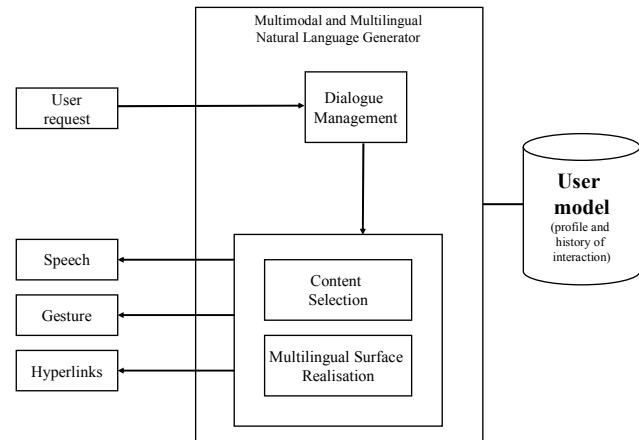 Multimodal and Multilingual
Natural Language Generator
User
request
Dialogue
Management
User
model
(profile and
history of
interaction)
Speech
Gesture
Hyperlinks
Content
Selection
Multilingual Surface
Realisation